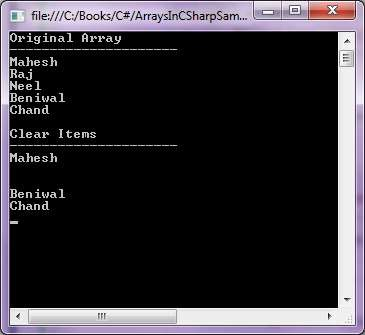 file:///C:/Books/C#/ArraysInCSharpSam...
Original Array
---------------------
Mahesh
Raj
Neel
Beniwal
Chand
Clear Items
---------------------
Mahesh
Beniwal
Chand